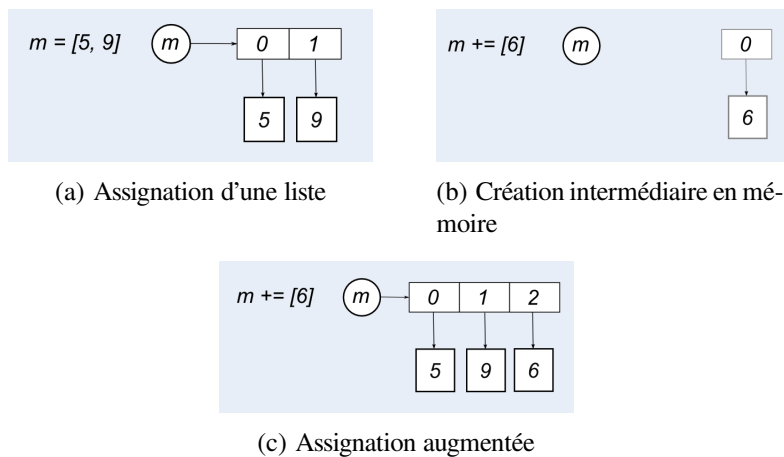 m = [5, 9]
m
0 1
5 9
(a) Assignation d'une liste
m += [6]
m
0
6
(b) Création intermédiaire en mé-
moire
m += [6]
m
0 1 2
5 9 6
(c) Assignation augmentée